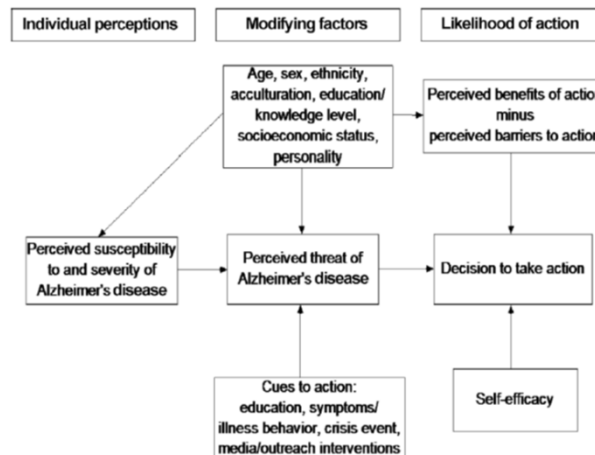 Individual perceptions
Modifying factors
Likelihood of action
Age, sex, ethnicity,
acculturation, education/
knowledge level,
socioeconomic status,
personality
Perceived benefits of action
minus
perceived barriers to action
Perceived susceptibility
to and severity of
Alzheimer's disease
Perceived threat of
Alzheimer's disease
Decision to take action
Cues to action:
education, symptoms/
illness behavior, crisis event,
media/outreach interventions
Self-efficacy